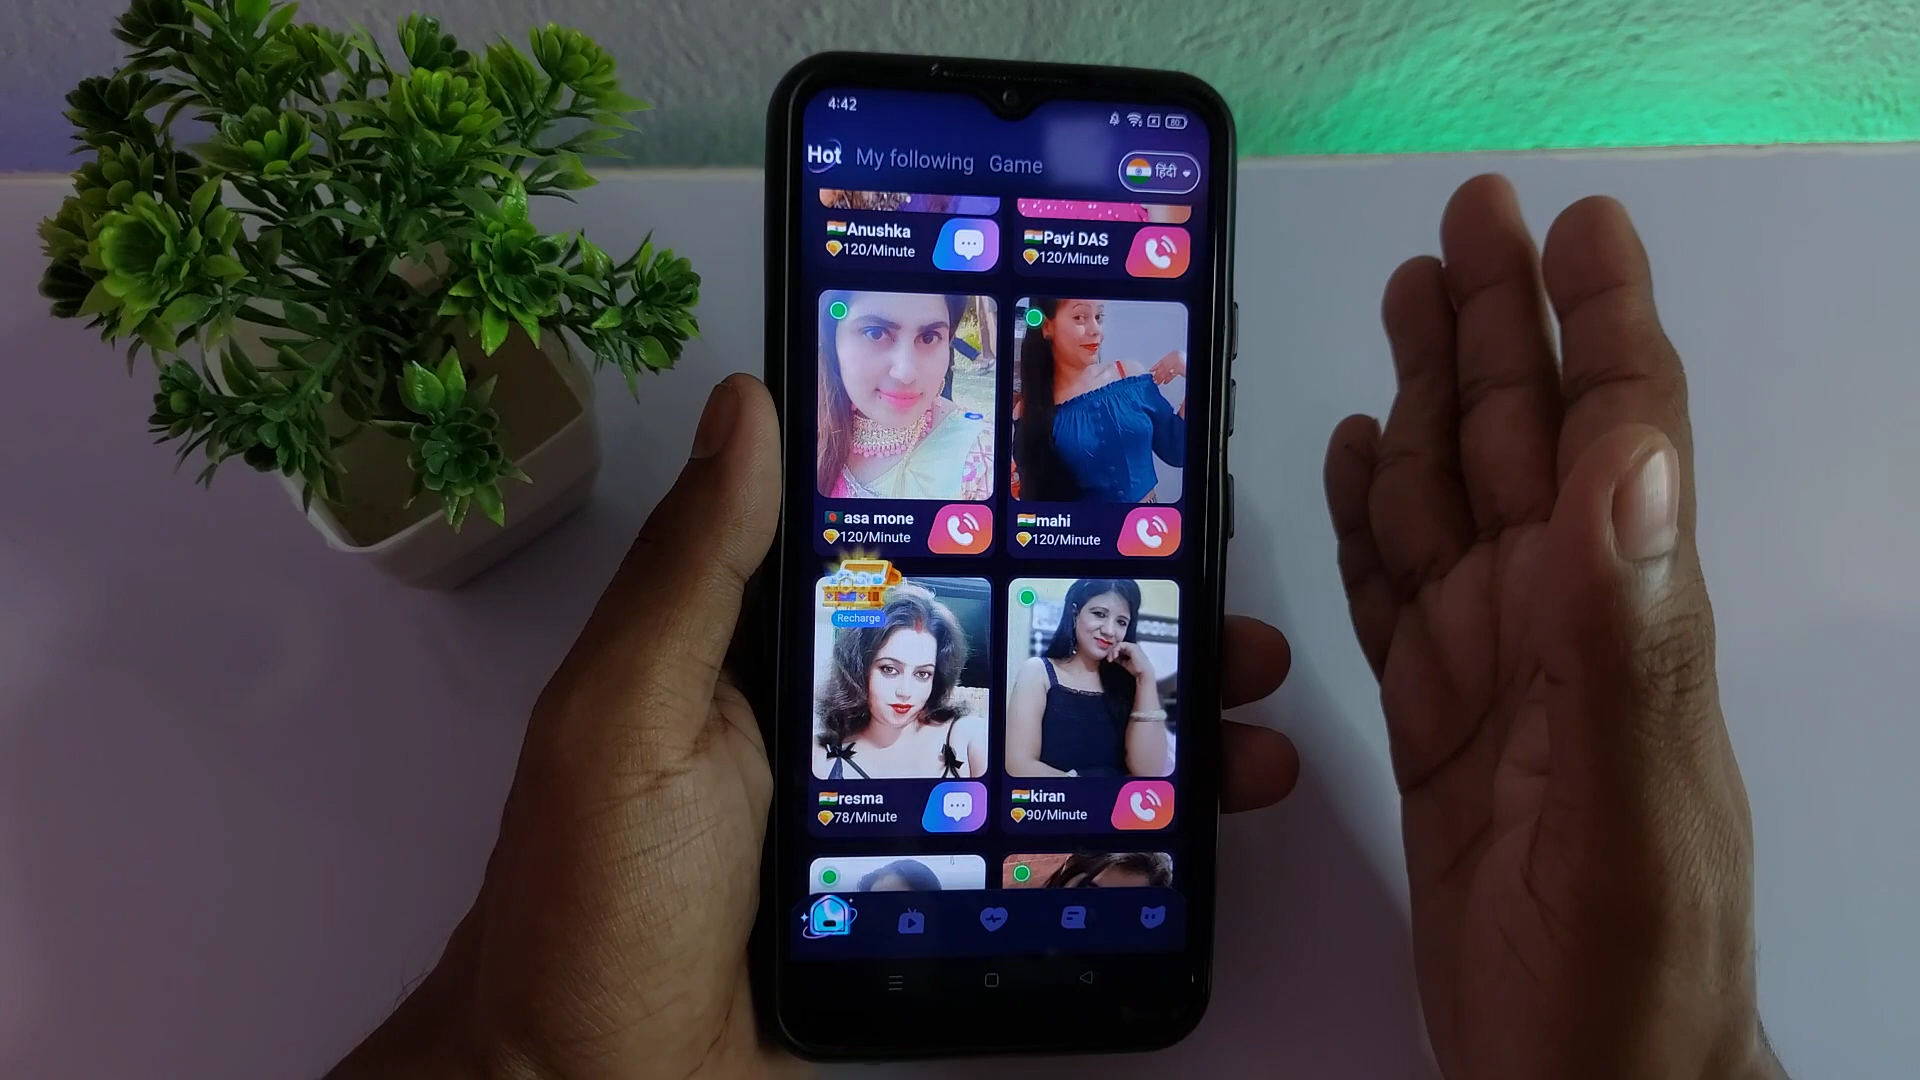 4:42
80
Hot My following Game हिंदी
Anushka
120/Minute
Payi DAS
120/Minute
asa mone
120/Minute
mahi
120/Minute
Recharge
resma
78/Minute
kiran
90/Minute